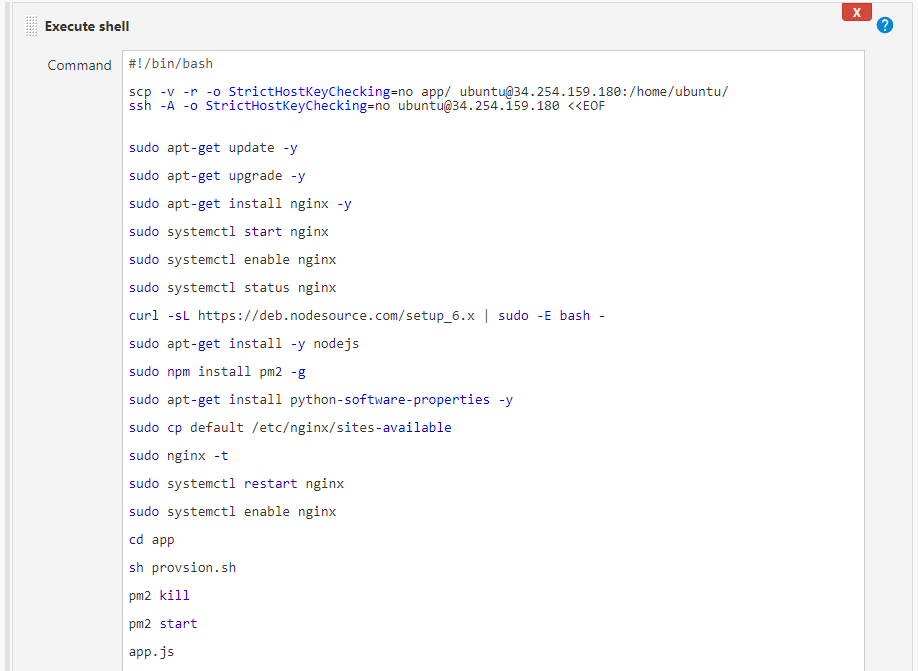 X
Execute shell
?
Command
#!/bin/bash
scp -v -r -o StrictHostKeyChecking=no app/ ubuntu@34.254.159.180:/home/ubuntu/
ssh -A -o StrictHostKeyChecking=no ubuntu@34.254.159.180 <<EOF
sudo apt-get update -y
sudo apt-get upgrade -y
sudo apt-get install nginx -y
sudo systemctl start nginx
sudo systemctl enable nginx
sudo systemctl status nginx
curl -sL https://deb.nodesource.com/setup_6.x | sudo -E bash -
sudo apt-get install -y nodejs
sudo npm install pm2 -g
sudo apt-get install python-software-properties -y
sudo cp default /etc/nginx/sites-available
sudo nginx -t
sudo systemctl restart nginx
sudo systemctl enable nginx
cd app
sh provsion.sh
pm2 kill
pm2 start
app.js